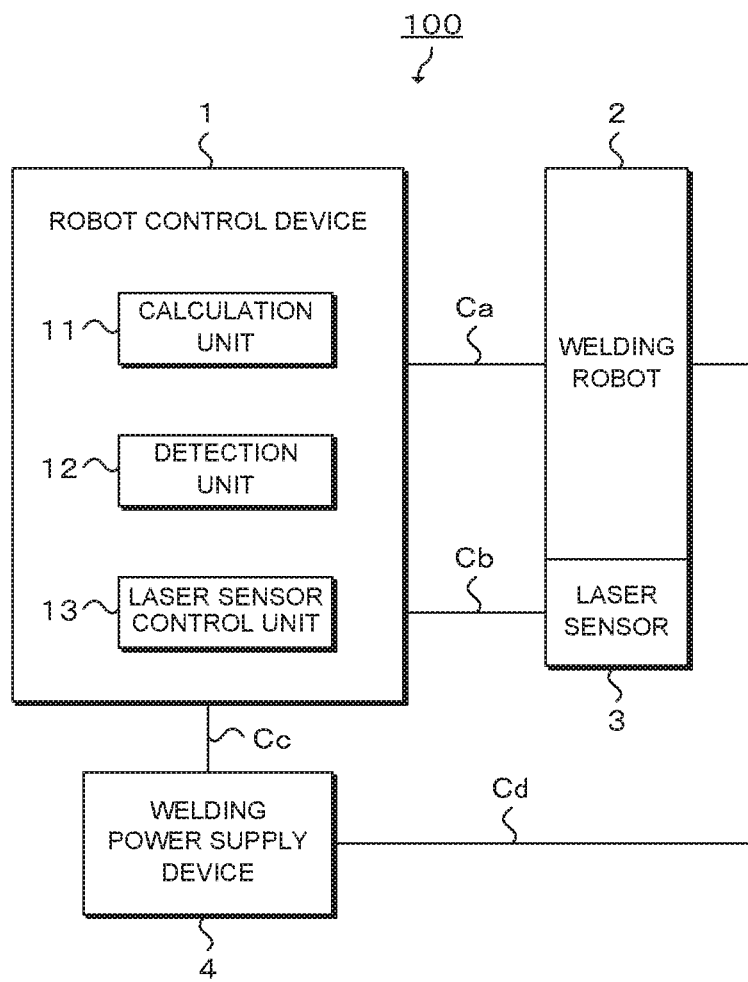 100
1
2
ROBOT CONTROL DEVICE
11
CALCULATION
UNIT
Ca
WELDING
ROBOT
12
DETECTION
UNIT
Cb
13
LASER SENSOR
CONTROL UNIT
LASER
SENSOR
3
Cc
Cd
WELDING
POWER SUPPLY
DEVICE
4